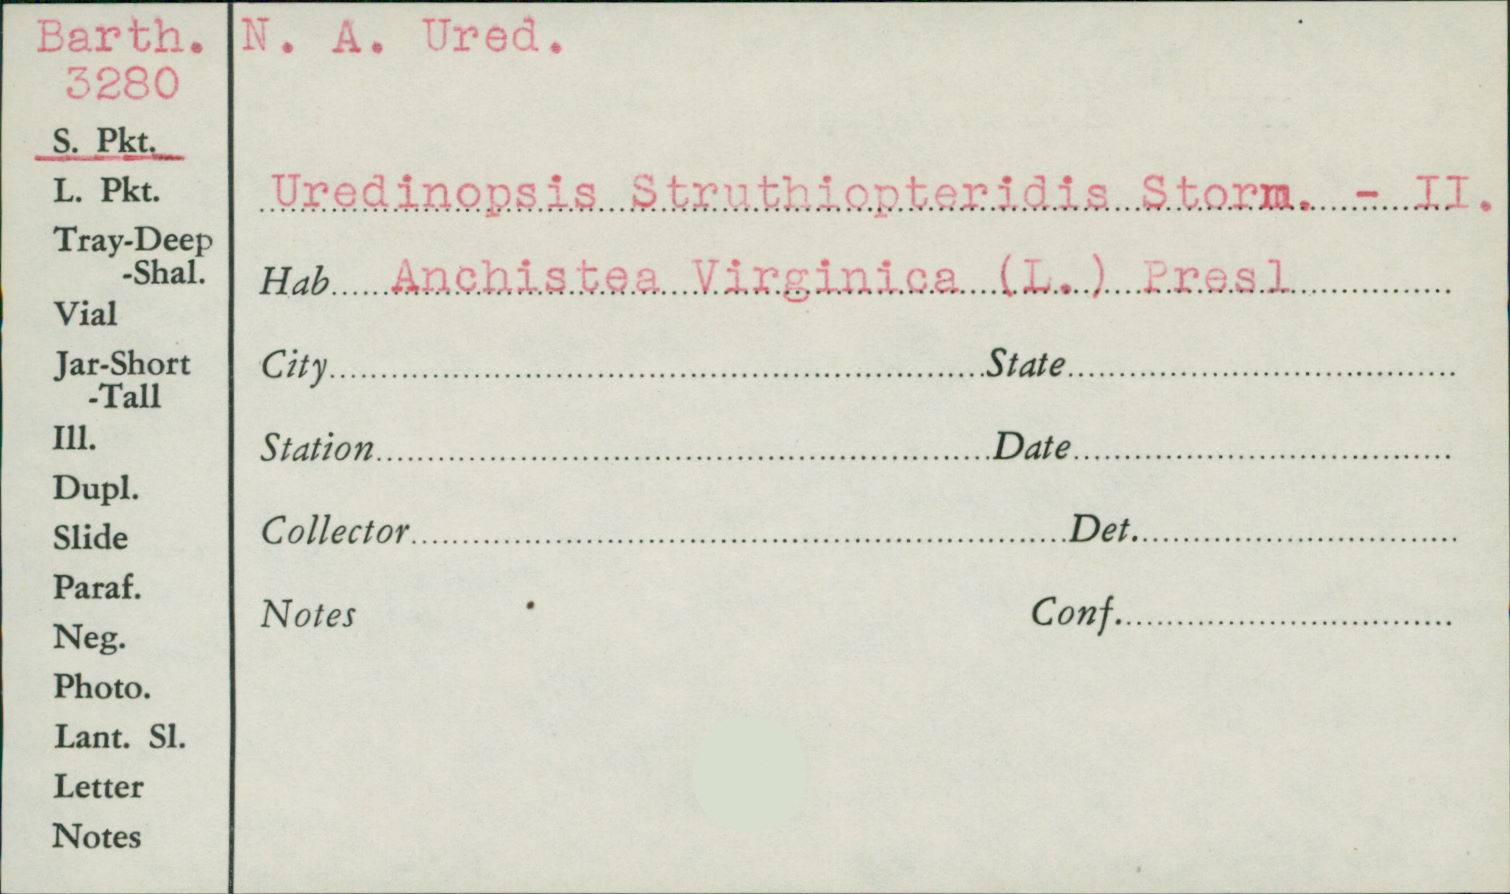 Barth. N. A. Ured.
3280
S. Pkt.
L. Pkt.
Tray-Deep
-Shal.
Vial
Jar-Short
-Tall
Ill.
Dupl.
Slide
Paraf.
Neg.
Photo.
Lant. Sl.
Letter
Notes
Uredinopsis Struthiopteridis Storm. - II.
Hab. Anchistea Virginica (L.) Presl
City State
Station Date
Collector Det.
Notes Conf.